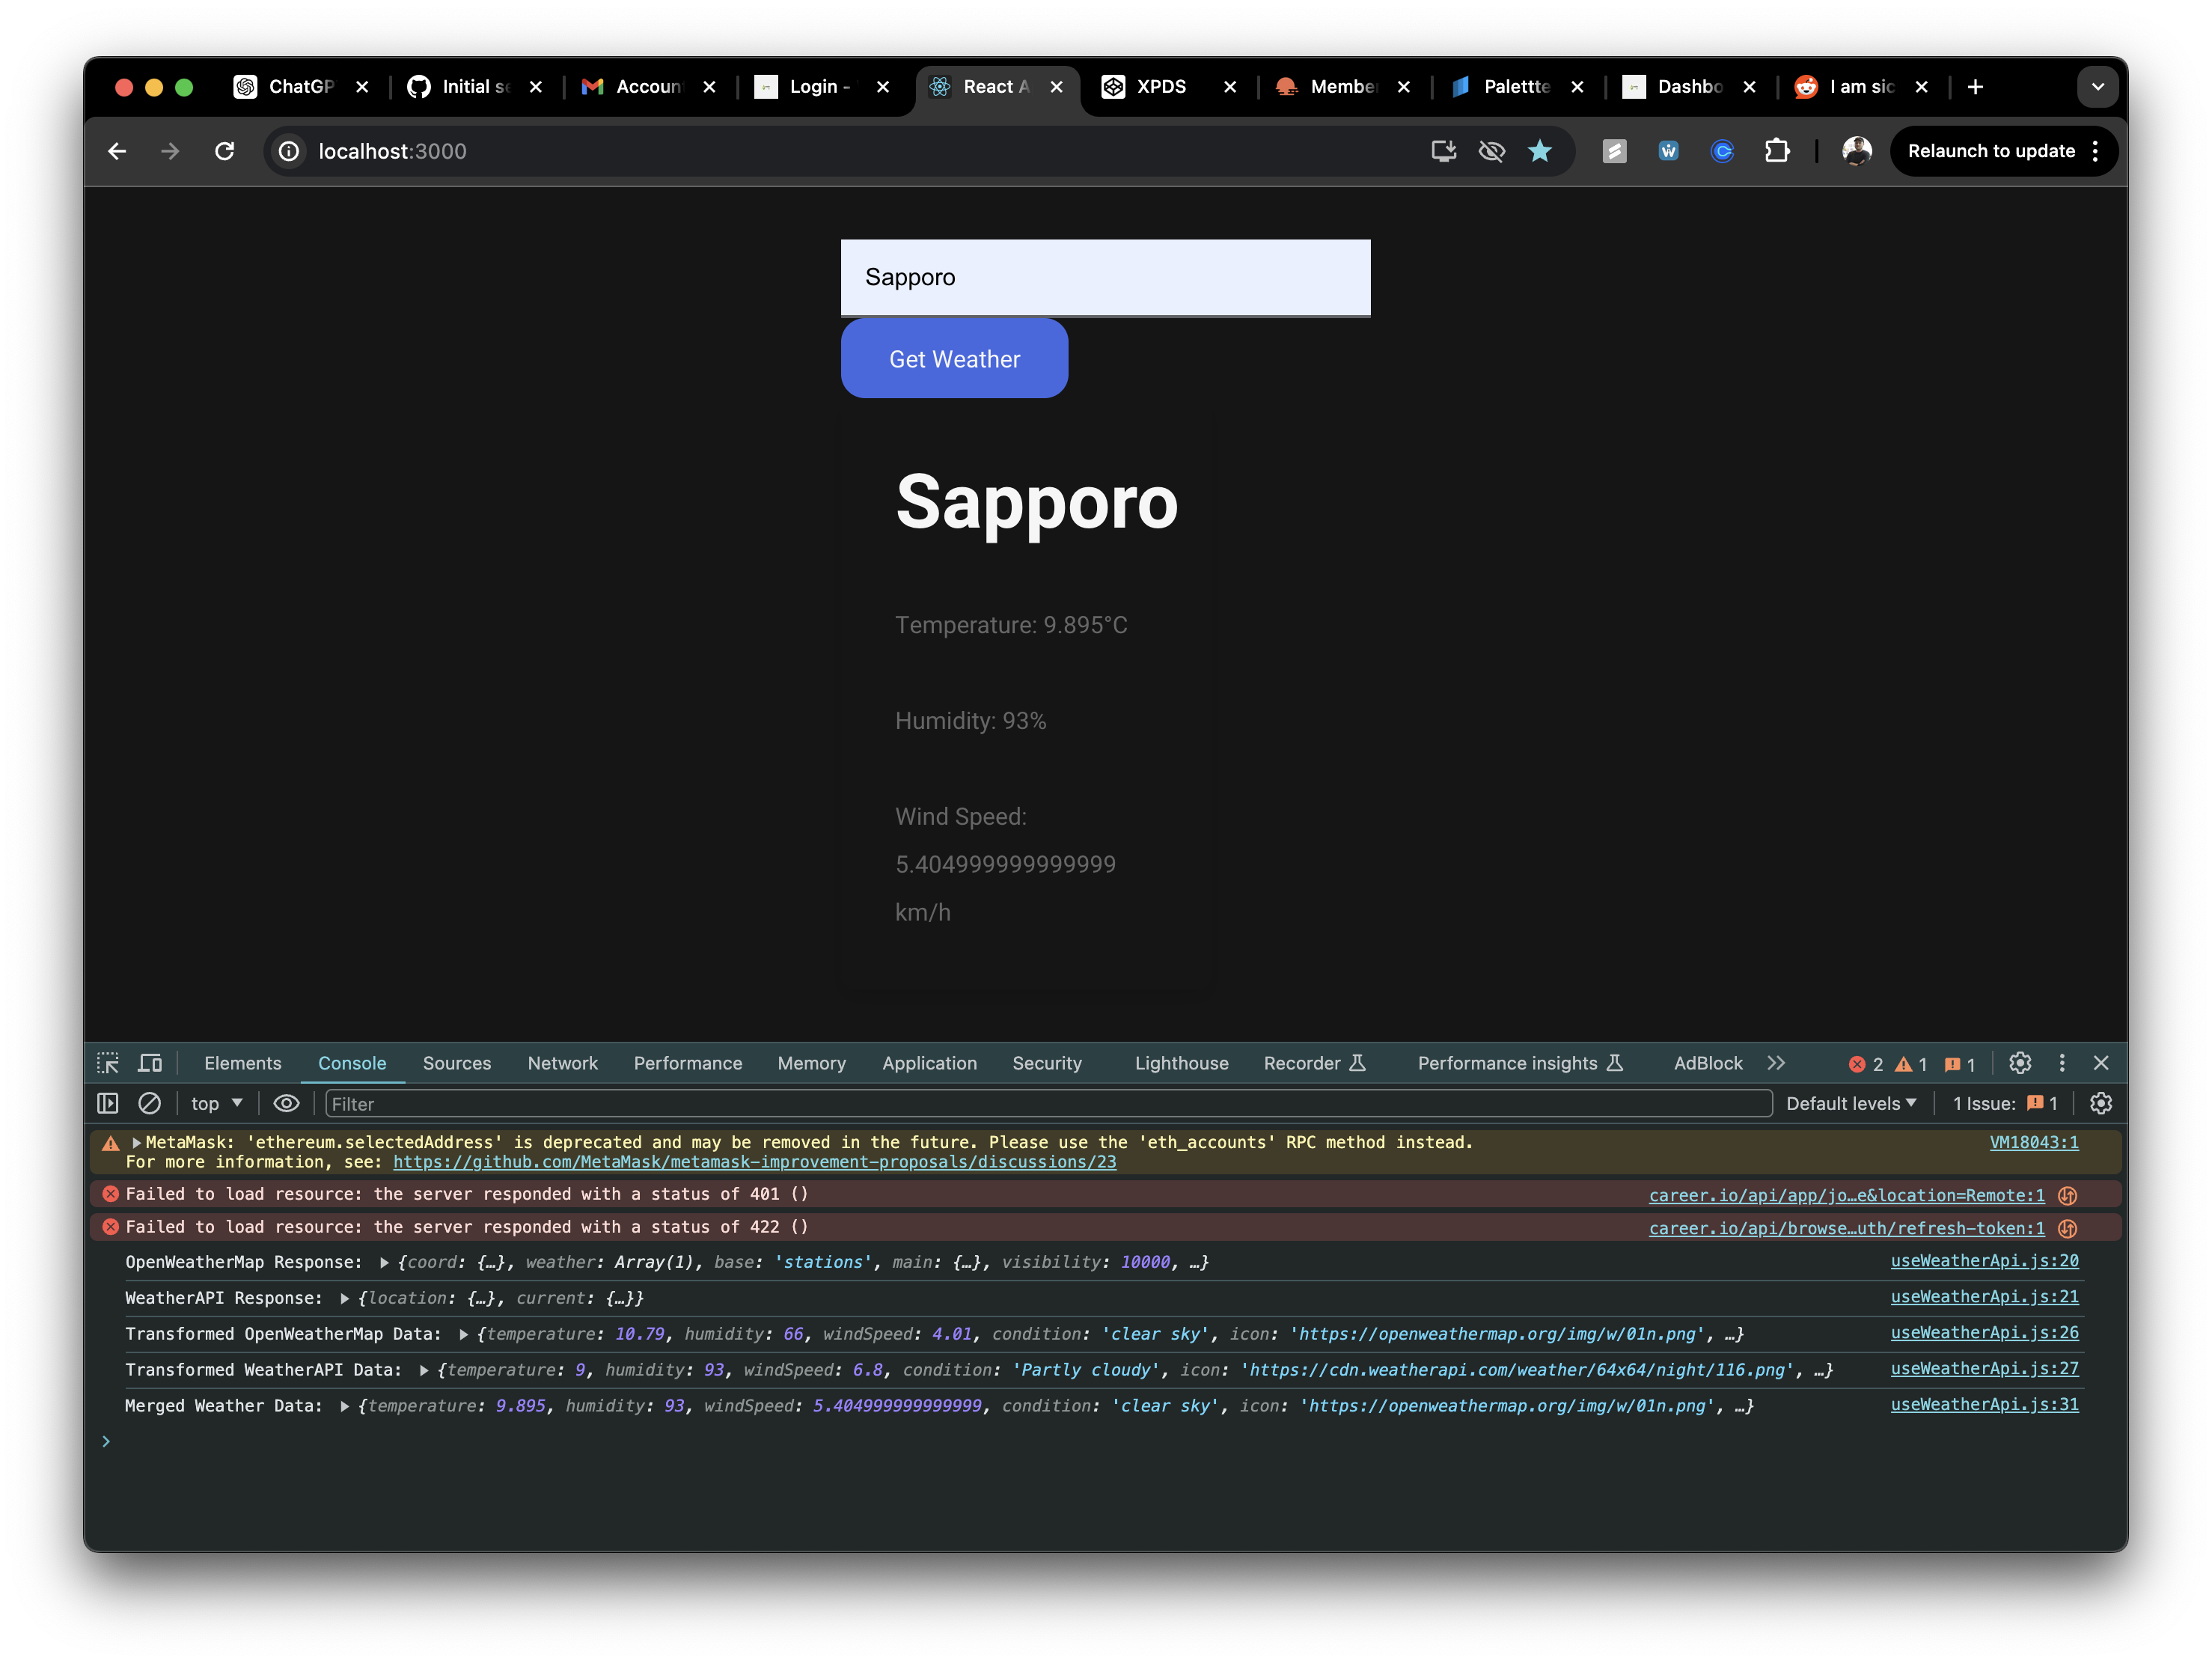 ChatGP
Initial se
Accoun
Login -
React A
XPDS
Member
Palettte
Dashbo
I am sic
localhost:3000
Relaunch to update
Sapporo
Get Weather
Sapporo
Temperature: 9.895°C
Humidity: 93%
Wind Speed:
5.404999999999999
km/h
Elements Console Sources Network Performance Memory Application Security Lighthouse Recorder Performance insights AdBlock 2 1 1
top Filter Default levels 1 Issue: 1
MetaMask: 'ethereum.selectedAddress' is deprecated and may be removed in the future. Please use the 'eth_accounts' RPC method instead. VM18043:1
For more information, see: https://github.com/MetaMask/metamask-improvement-proposals/discussions/23
Failed to load resource: the server responded with a status of 401 () career.io/api/app/jo…e&location=Remote:1
Failed to load resource: the server responded with a status of 422 () career.io/api/browse…uth/refresh-token:1
OpenWeatherMap Response: {coord: {…}, weather: Array(1), base: 'stations', main: {…}, visibility: 10000, …} useWeatherApi.js:20
WeatherAPI Response: {location: {…}, current: {…}} useWeatherApi.js:21
Transformed OpenWeatherMap Data: {temperature: 10.79, humidity: 66, windSpeed: 4.01, condition: 'clear sky', icon: 'https://openweathermap.org/img/w/01n.png', …} useWeatherApi.js:26
Transformed WeatherAPI Data: {temperature: 9, humidity: 93, windSpeed: 6.8, condition: 'Partly cloudy', icon: 'https://cdn.weatherapi.com/weather/64x64/night/116.png', …} useWeatherApi.js:27
Merged Weather Data: {temperature: 9.895, humidity: 93, windSpeed: 5.404999999999999, condition: 'clear sky', icon: 'https://openweathermap.org/img/w/01n.png', …} useWeatherApi.js:31